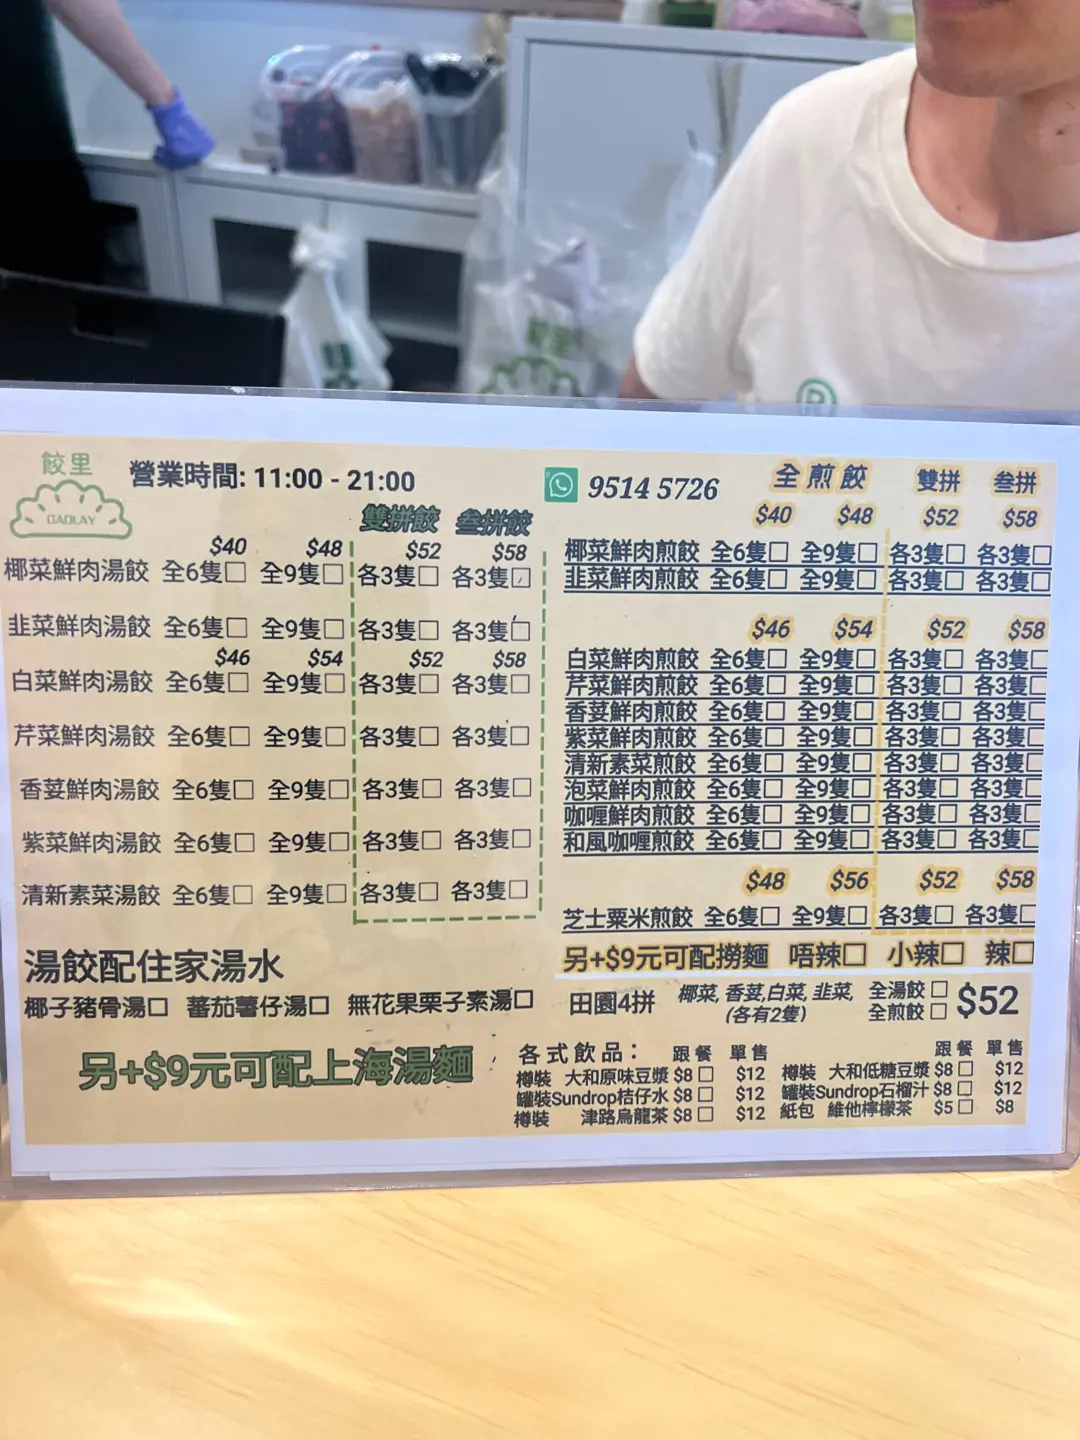 餃里
GAOLAY
營業時間: 11:00 - 21:00
雙拼餃 叁拼餃
$40 $48 $52 $58
椰菜鮮肉湯餃 全6隻□ 全9隻□ 各3隻□ 各3隻□
韭菜鮮肉湯餃 全6隻□ 全9隻□ 各3隻□ 各3隻□
$46 $54 $52 $58
白菜鮮肉湯餃 全6隻□ 全9隻□ 各3隻□ 各3隻□
芹菜鮮肉湯餃 全6隻□ 全9隻□ 各3隻□ 各3隻□
香荽鮮肉湯餃 全6隻□ 全9隻□ 各3隻□ 各3隻□
紫菜鮮肉湯餃 全6隻□ 全9隻□ 各3隻□ 各3隻□
清新素菜湯餃 全6隻□ 全9隻□ 各3隻□ 各3隻□
湯餃配住家湯水
椰子豬骨湯□ 蕃茄薯仔湯□ 無花果栗子素湯□
另+$9元可配上海湯麵
9514 5726
全煎餃 雙拼 叁拼
$40 $48 $52 $58
椰菜鮮肉煎餃 全6隻□ 全9隻□ 各3隻□ 各3隻□
韭菜鮮肉煎餃 全6隻□ 全9隻□ 各3隻□ 各3隻□
$46 $54 $52 $58
白菜鮮肉煎餃 全6隻□ 全9隻□ 各3隻□ 各3隻□
芹菜鮮肉煎餃 全6隻□ 全9隻□ 各3隻□ 各3隻□
香荽鮮肉煎餃 全6隻□ 全9隻□ 各3隻□ 各3隻□
紫菜鮮肉煎餃 全6隻□ 全9隻□ 各3隻□ 各3隻□
清新素菜煎餃 全6隻□ 全9隻□ 各3隻□ 各3隻□
泡菜鮮肉煎餃 全6隻□ 全9隻□ 各3隻□ 各3隻□
咖喱鮮肉煎餃 全6隻□ 全9隻□ 各3隻□ 各3隻□
和風咖喱煎餃 全6隻□ 全9隻□ 各3隻□ 各3隻□
$48 $56 $52 $58
芝士粟米煎餃 全6隻□ 全9隻□ 各3隻□ 各3隻□
另+$9元可配撈麵 唔辣□ 小辣□ 辣□
田園4拼 椰菜, 香荽, 白菜, 韭菜, (各有2隻) 全湯餃 □ 全煎餃 □ $52
各式飲品： 跟餐 單售 跟餐 單售
樽裝 大和原味豆漿 $8 □ $12 樽裝 大和低糖豆漿 $8 □ $12
罐裝Sundrop桔仔水 $8 □ $12 罐裝Sundrop石榴汁 $8 □ $12
樽裝 津路烏龍茶 $8 □ $12 紙包 維他檸檬茶 $5 □ $8